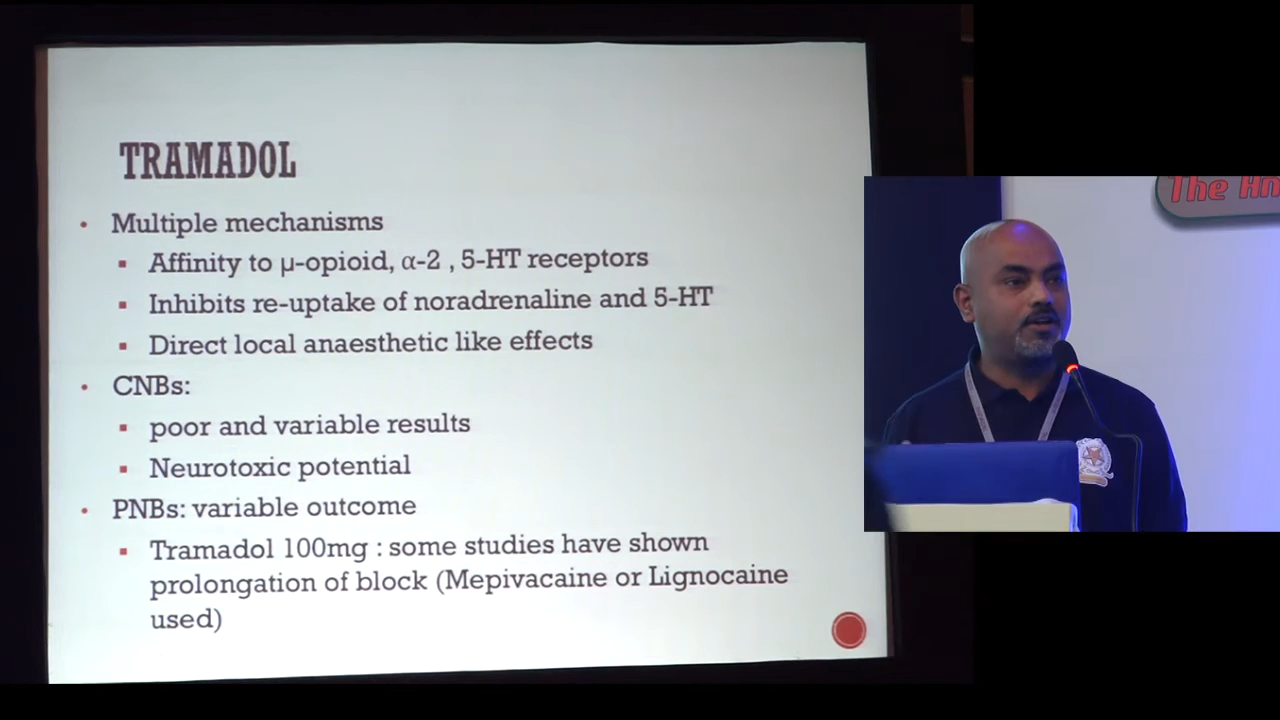 TRAMADOL
• Multiple mechanisms
▪ Affinity to μ-opioid, α-2 , 5-HT receptors
▪ Inhibits re-uptake of noradrenaline and 5-HT
▪ Direct local anaesthetic like effects
• CNBs:
▪ poor and variable results
▪ Neurotoxic potential
• PNBs: variable outcome
▪ Tramadol 100mg : some studies have shown
prolongation of block (Mepivacaine or Lignocaine
used)
The